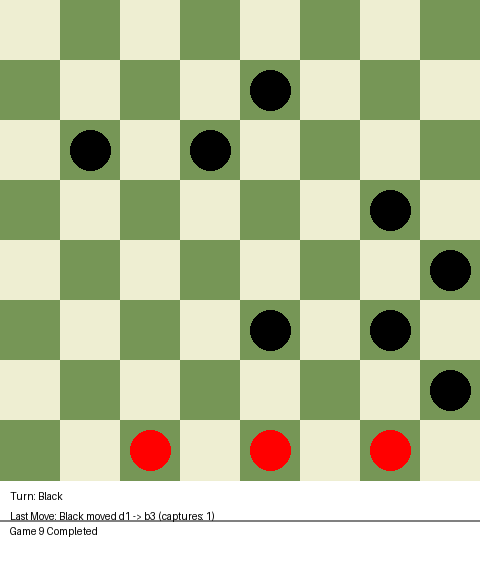 Turn: Black
Last Move: Black moved d1 -> b3 (captures: 1)
Game 9 Completed